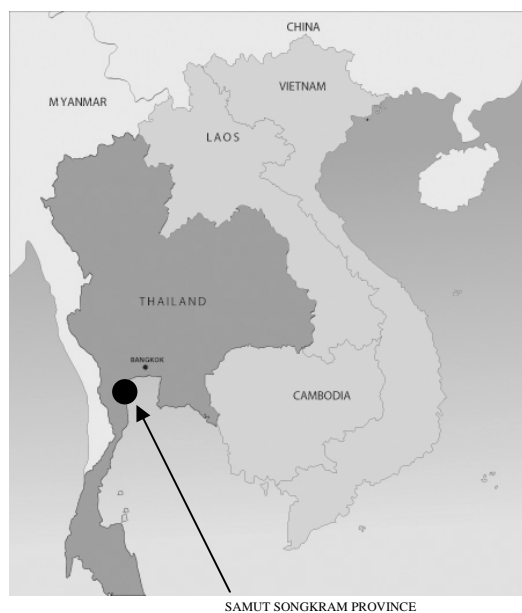 CHINA
VIETNAM
MYANMAR
LAOS
THAILAND
BANGKOK
CAMBODIA
SAMUT SONGKRAM PROVINCE